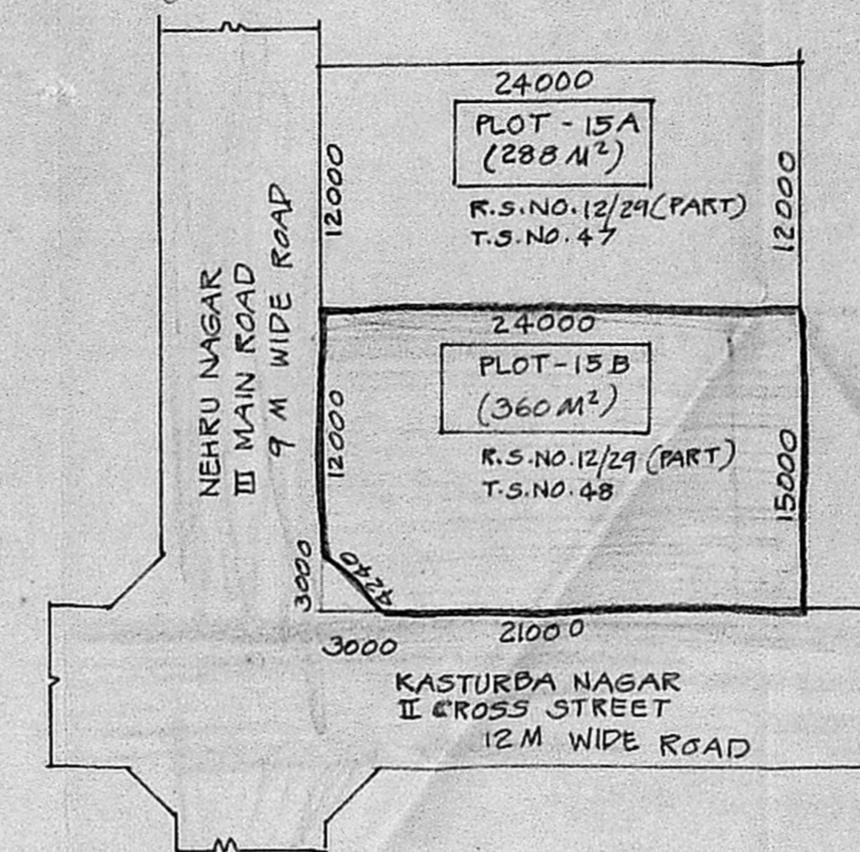 24000
PLOT - 15A
(288 M²)
12000
R.S.NO.12/29(PART)
T.S.NO.47
12000
NEHRU NAGAR
III MAIN ROAD
9 M WIDE ROAD
24000
PLOT-15B
(360 M²)
12000
R.S.NO.12/29 (PART)
T.S.NO.48
15000
3000
4240
3000
21000
KASTURBA NAGAR
II CROSS STREET
12M WIDE ROAD